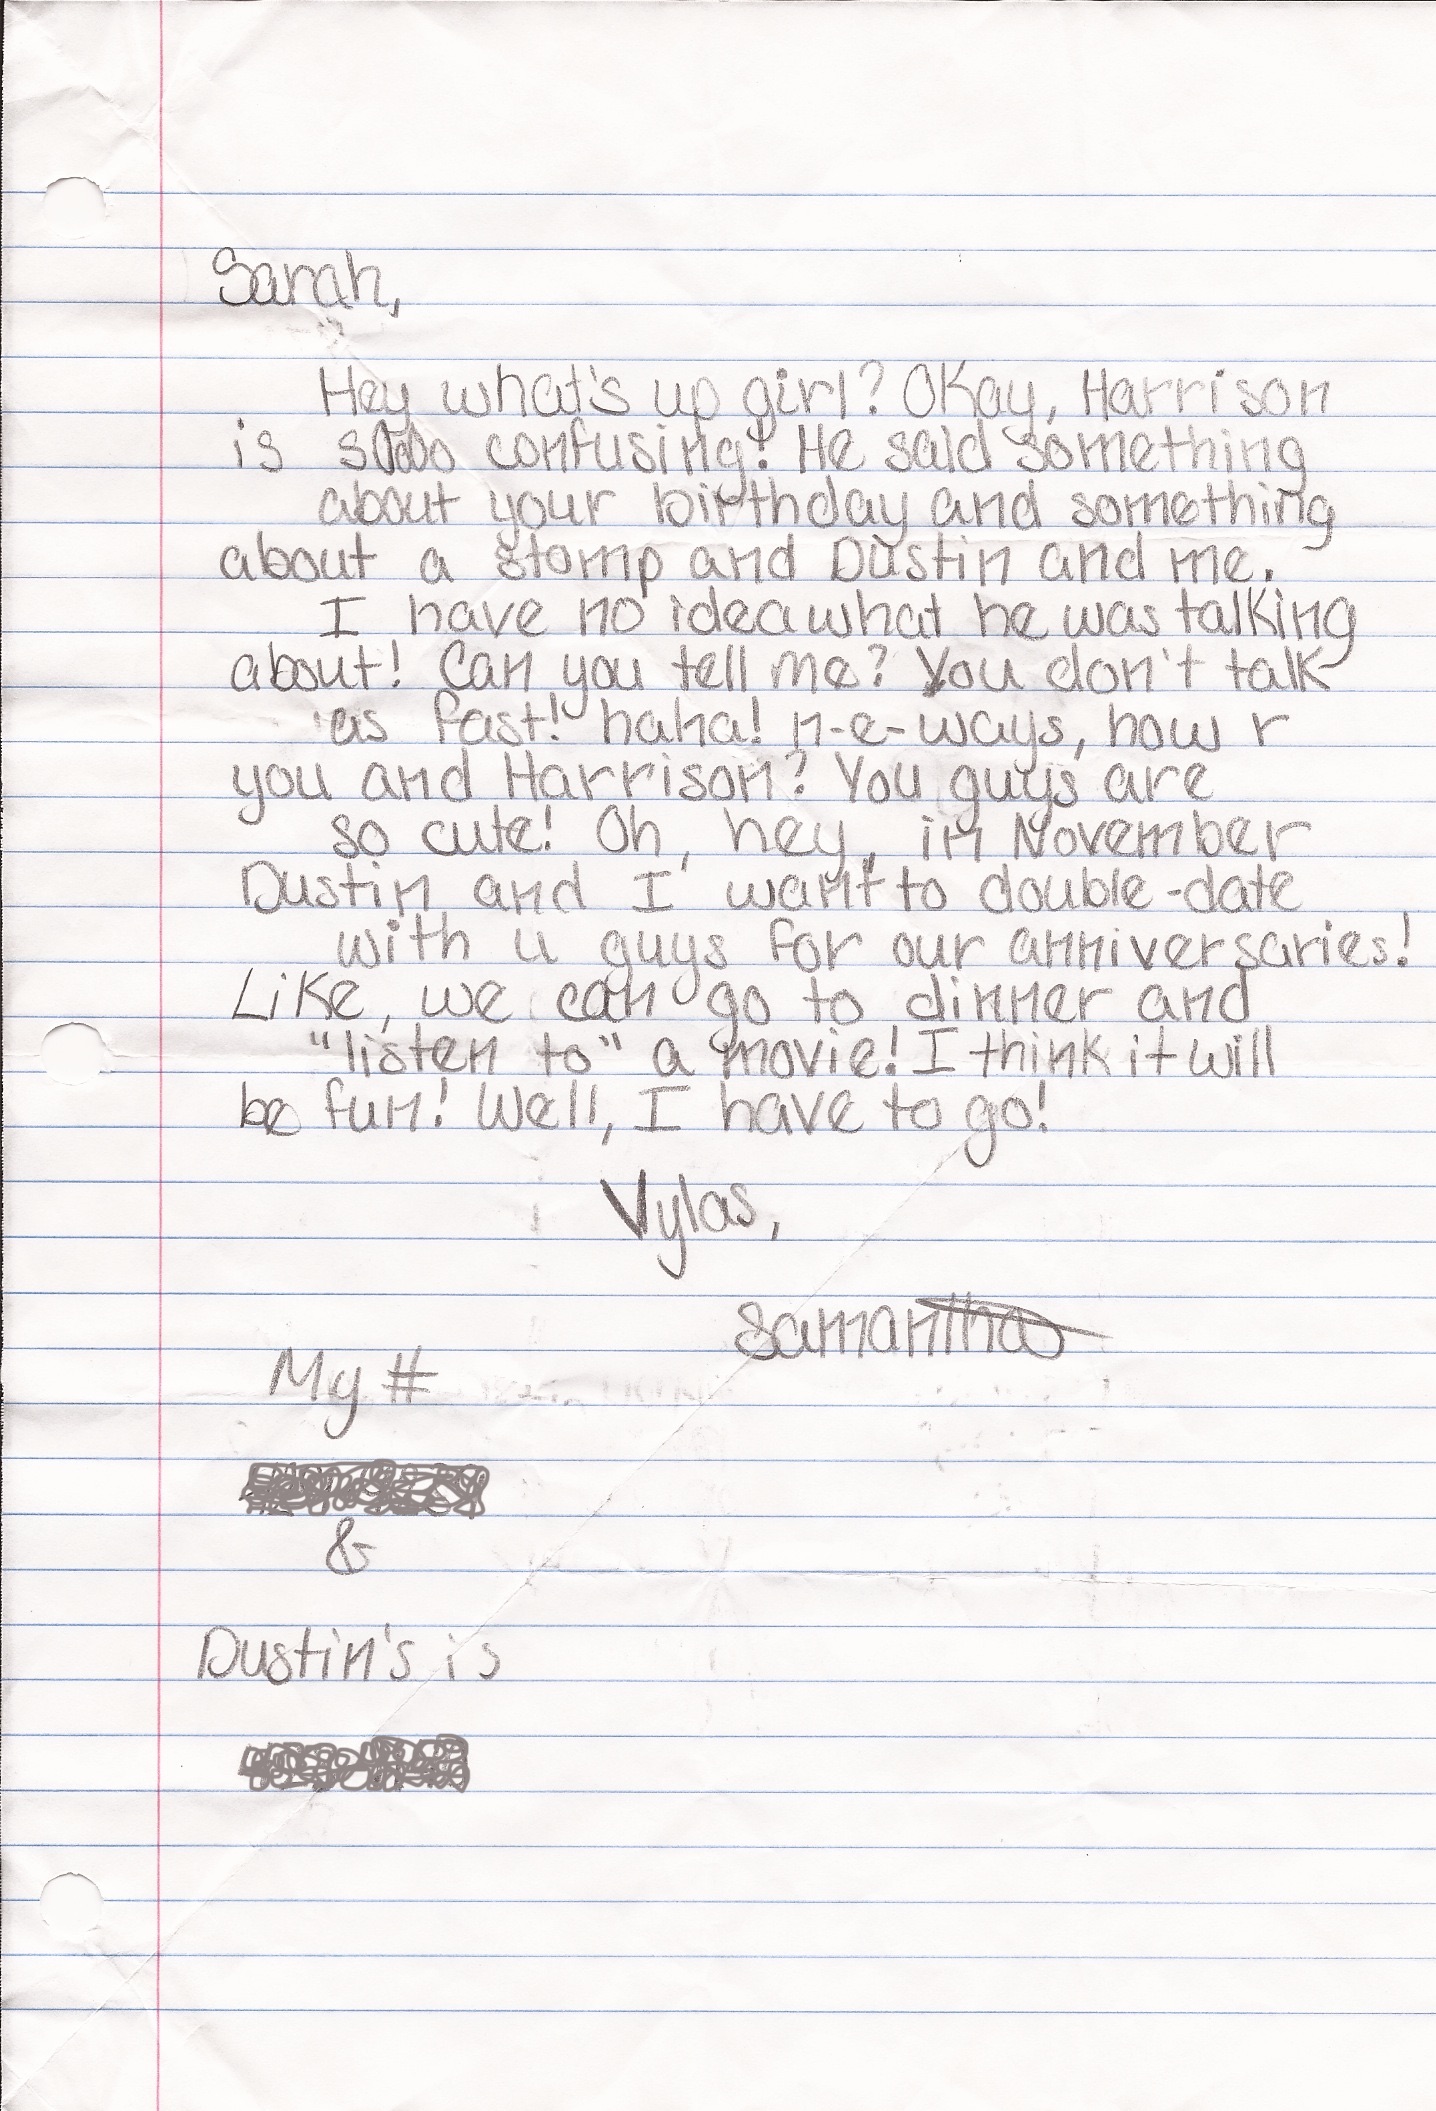 Sarah,
Hey what's up girl? Okay, Harrison
is soooo confusing! He said something
about your birthday and something
about a stomp and Dustin and me.
I have no idea what he was talking
about! Can you tell me? You don't talk
as fast! haha! n-e-ways, how r
you and Harrison? You guys are
so cute! Oh, hey, in November
Dustin and I want to double-date
with u guys for our anniversaries!
Like, we can go to dinner and
"listen to" a movie! I think it will
be fun! Well, I have to go!
Vylas,
Samantha
My #
&
Dustin's is